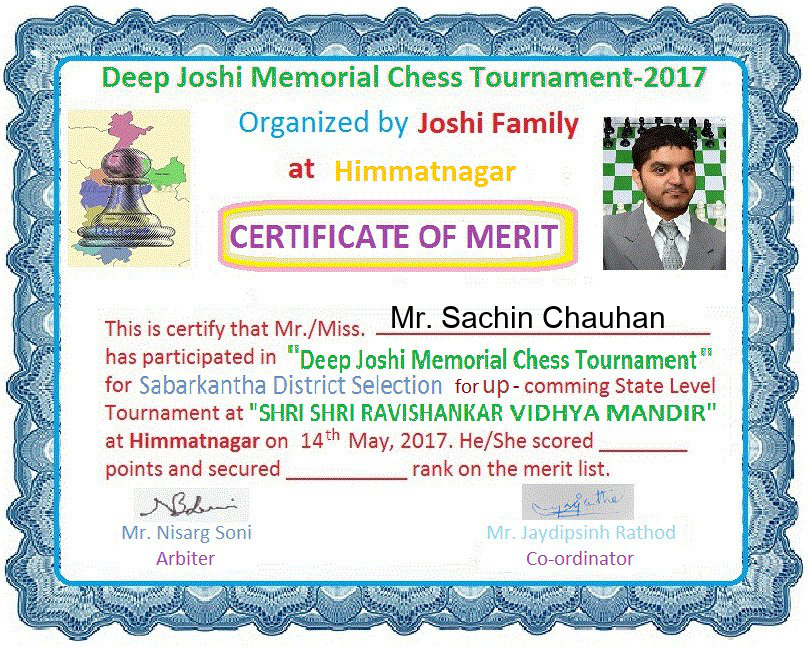 Deep Joshi Memorial Chess Tournament-2017
Organized by Joshi Family
at Himmatnagar
CERTIFICATE OF MERIT
This is certify that Mr./Miss. Mr. Sachin Chauhan
has participated in "Deep Joshi Memorial Chess Tournament"
for Sabarkantha District Selection for up - comming State Level
Tournament at "SHRI SHRI RAVISHANKAR VIDHYA MANDIR"
at Himmatnagar on 14th May, 2017. He/She scored ________
points and secured ___________ rank on the merit list.
Mr. Nisarg Soni
Arbiter
Mr. Jaydipsinh Rathod
Co-ordinator